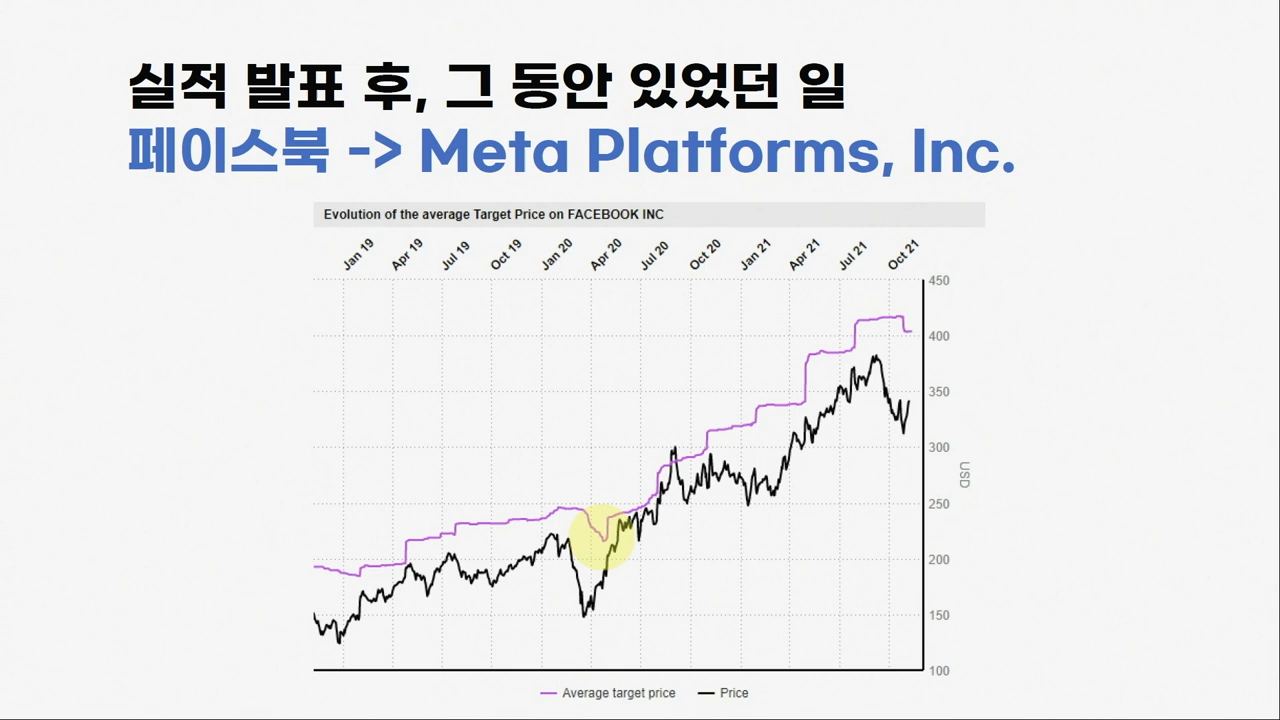 실적 발표 후, 그 동안 있었던 일
페이스북 -> Meta Platforms, Inc.
Evolution of the average Target Price on FACEBOOK INC
Jan 19 Apr 19 Jul 19 Oct 19 Jan 20 Apr 20 Jul 20 Oct 20 Jan 21 Apr 21 Jul 21 Oct 21
450
400
350
300
USD
250
200
150
100
Average target price Price